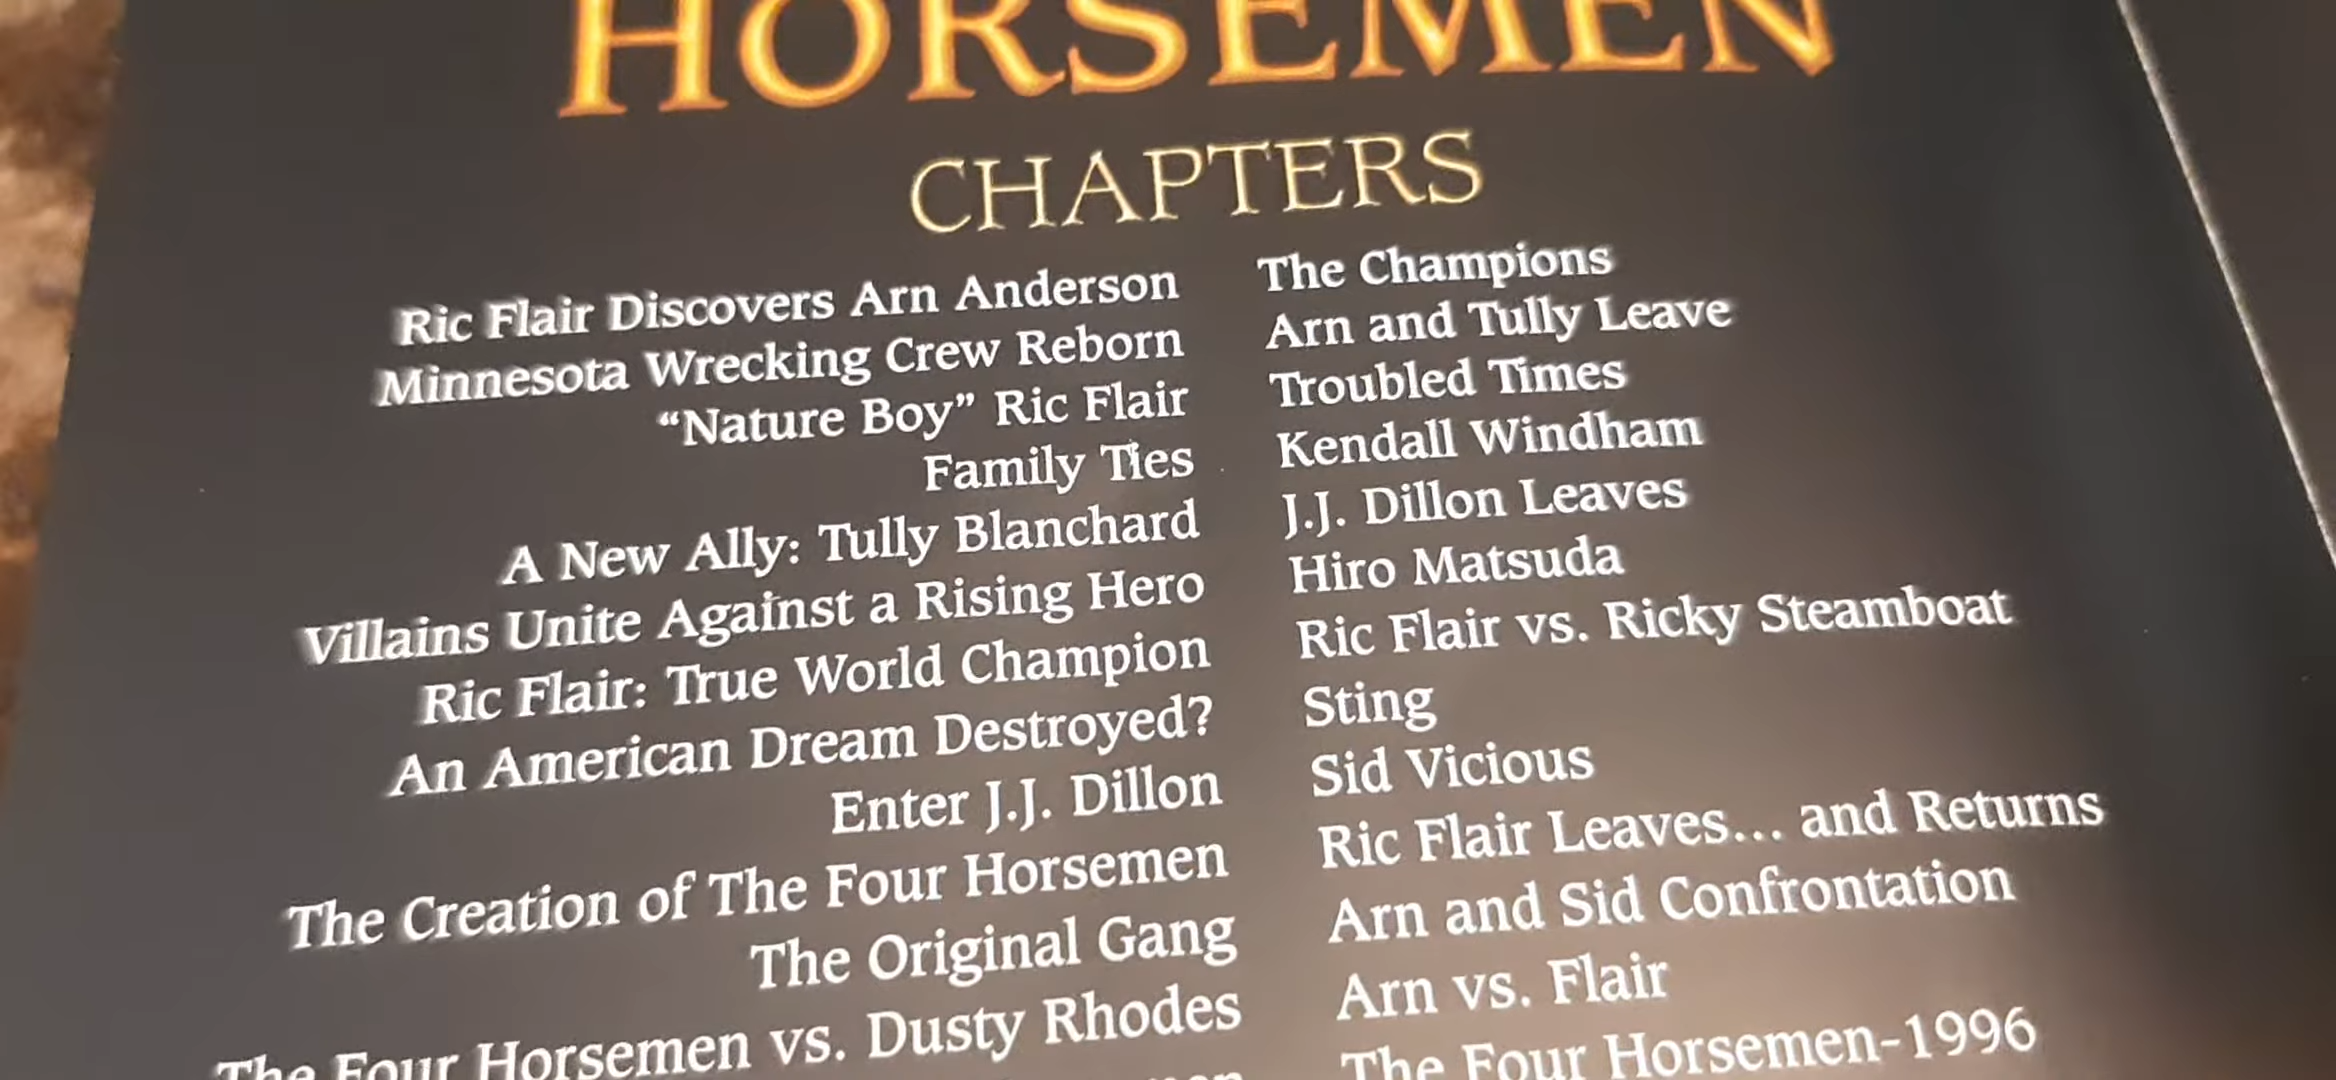 HORSEMEN
CHAPTERS
Ric Flair Discovers Arn Anderson
Minnesota Wrecking Crew Reborn
“Nature Boy” Ric Flair
Family Ties
A New Ally: Tully Blanchard
Villains Unite Against a Rising Hero
Ric Flair: True World Champion
An American Dream Destroyed?
Enter J.J. Dillon
The Creation of The Four Horsemen
The Original Gang
The Four Horsemen vs. Dusty Rhodes
The Champions
Arn and Tully Leave
Troubled Times
Kendall Windham
J.J. Dillon Leaves
Hiro Matsuda
Ric Flair vs. Ricky Steamboat
Sting
Sid Vicious
Ric Flair Leaves... and Returns
Arn and Sid Confrontation
Arn vs. Flair
The Four Horsemen-1996